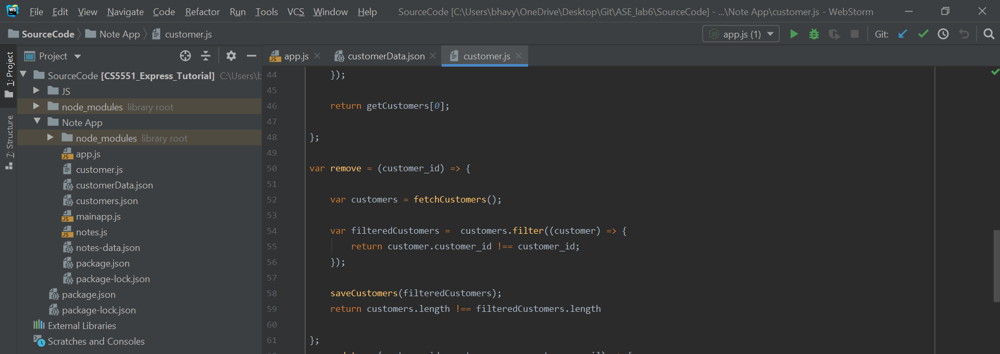 WS File Edit View Navigate Code Refactor Run Tools VCS Window Help SourceCode [C:\Users\bhavy\OneDrive\Desktop\Git\ASE_lab6\SourceCode] - ...\Note App\customer.js - WebStorm
SourceCode Note App customer.js app.js (1) Git:
1: Project
7: Structure
Project
SourceCode [CS5551_Express_Tutorial] C:\Users\b
JS
node_modules library root
Note App
node_modules library root
app.js
customer.js
customerData.json
customers.json
mainapp.js
notes.js
notes-data.json
package.json
package-lock.json
package.json
package-lock.json
External Libraries
Scratches and Consoles
app.js customerData.json customer.js
44 });
45
46 return getCustomers[0];
47
48 };
49
50 var remove = (customer_id) => {
51
52 var customers = fetchCustomers();
53
54 var filteredCustomers =  customers.filter((customer) => {
55 return customer.customer_id !== customer_id;
56 });
57
58 saveCustomers(filteredCustomers);
59 return customers.length !== filteredCustomers.length
60
61 };